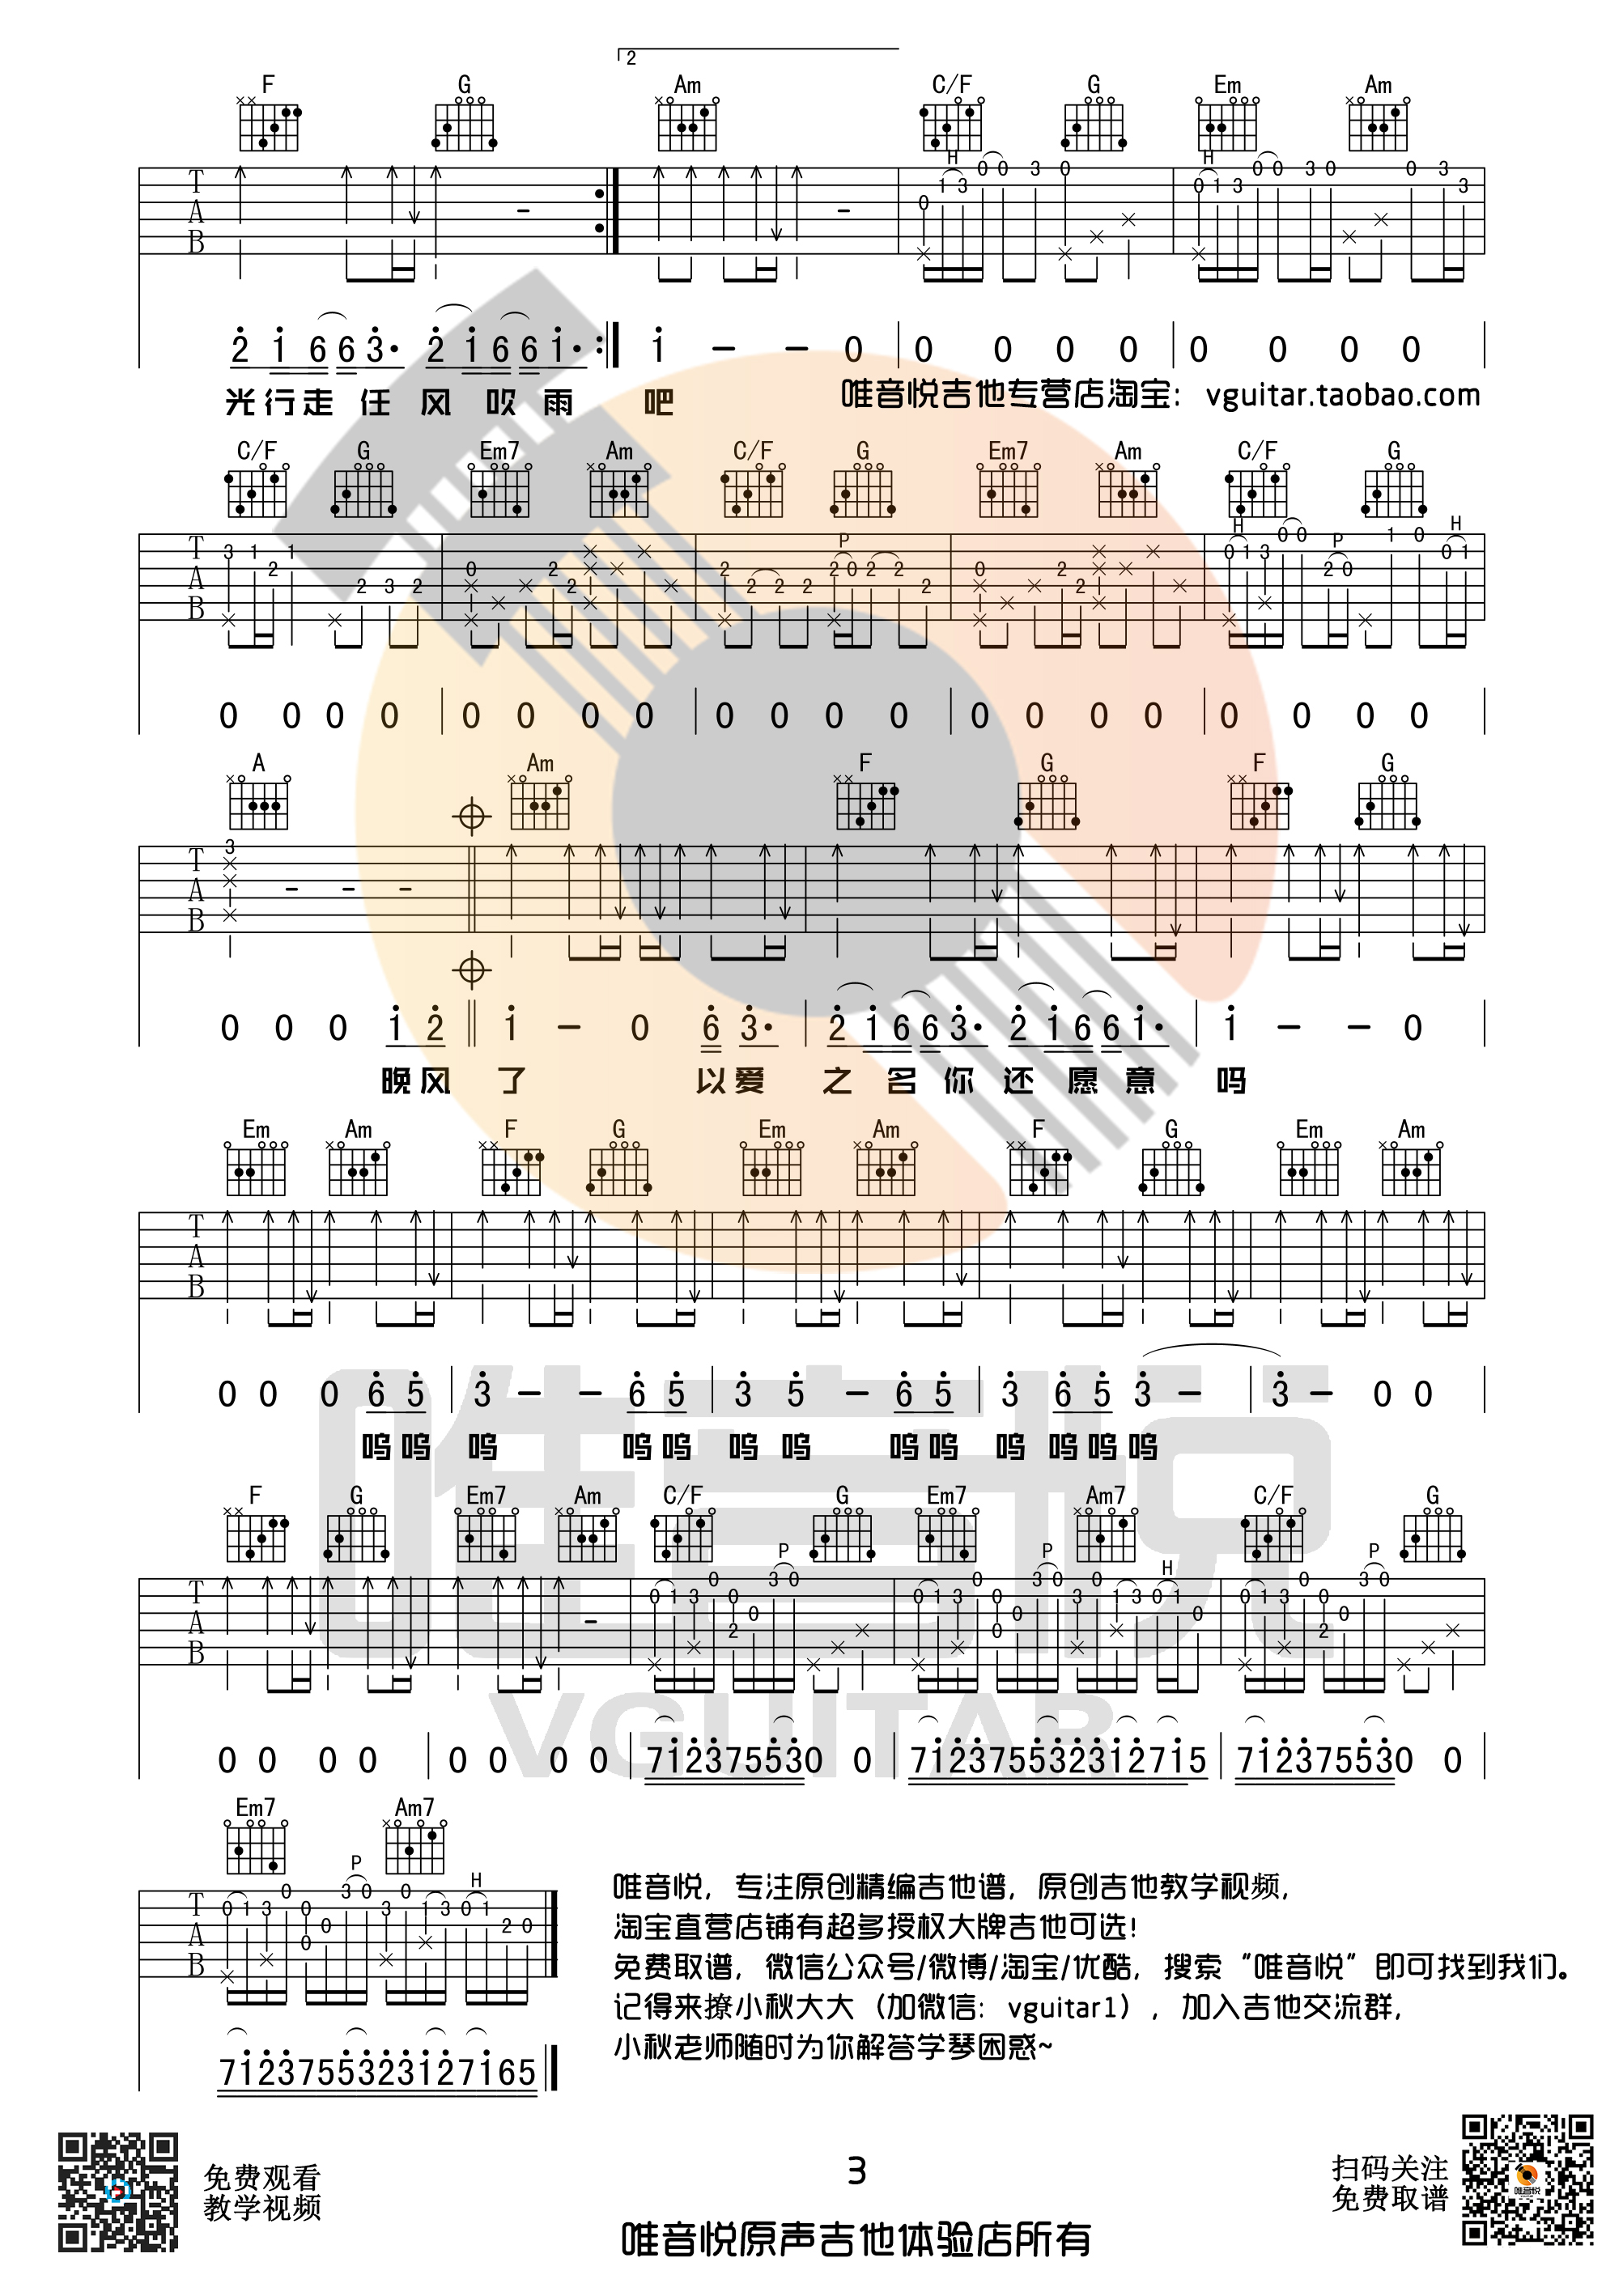 2
F G Am C/F G Em Am
H H
T 0 1 3 0 0 3 0 0 1 3 0 0 3 0 0 3 3
A 0
B
2 1 6 6 3· 2 1 6 6 1· : 1 – – 0 0 0 0 0 0 0 0 0
光行走 任 风 吹 雨 吧
唯音悦吉他专营店淘宝: vguitar.taobao.com
C/F G Em7 Am C/F G Em7 Am C/F G
P H P H
T 3 1 1 0 1 3 0 0 1 0 0 1
A 2 2 3 2 0 2 2 2 2 2 2 2 0 2 2 2 0 2 2 2 0
B
0 0 0 0 0 0 0 0 0 0 0 0 0 0 0 0 0 0 0 0
A Am F G F G
3
T
A
B
0 0 0 1 2 1 – 0 6 3· 2 1 6 6 3· 2 1 6 6 1· 1 – – 0
晚风 了 以爱 之 名 你 还 愿 意 吗
Em Am F G Em Am F G Em Am
T
A
B
0 0 0 6 5 3 – – 6 5 3 5 – 6 5 3 6 5 3 – 3 – 0 0
呜呜 呜 呜呜 呜 呜 呜呜 呜 呜呜呜
F G Em7 Am C/F G Em7 Am7 C/F G
P P H P
T 0 1 3 0 0 3 0 0 1 3 0 0 3 0 3 0 1 3 0 1 0 1 3 0 0 3 0
A 2 0 0 0 0 2 0
B
0 0 0 0 0 0 0 0 712375530 0 7123755323127 1 5 712375530 0
Em7 Am7
P H
T 0 1 3 0 0 3 0 3 0 1 3 0 1
A 0 0 2 0
B
7123755323127165
唯音悦
VGUITAR
唯音悦，专注原创精编吉他谱，原创吉他教学视频，
淘宝直营店铺有超多授权大牌吉他可选！
免费取谱，微信公众号/微博/淘宝/优酷，搜索“唯音悦”即可找到我们。
记得来撩小秋大大（加微信: vguitar1），加入吉他交流群，
小秋老师随时为你解答学琴困惑~
免费观看
教学视频
3
唯音悦原声吉他体验店所有
扫码关注
免费取谱
唯音悦